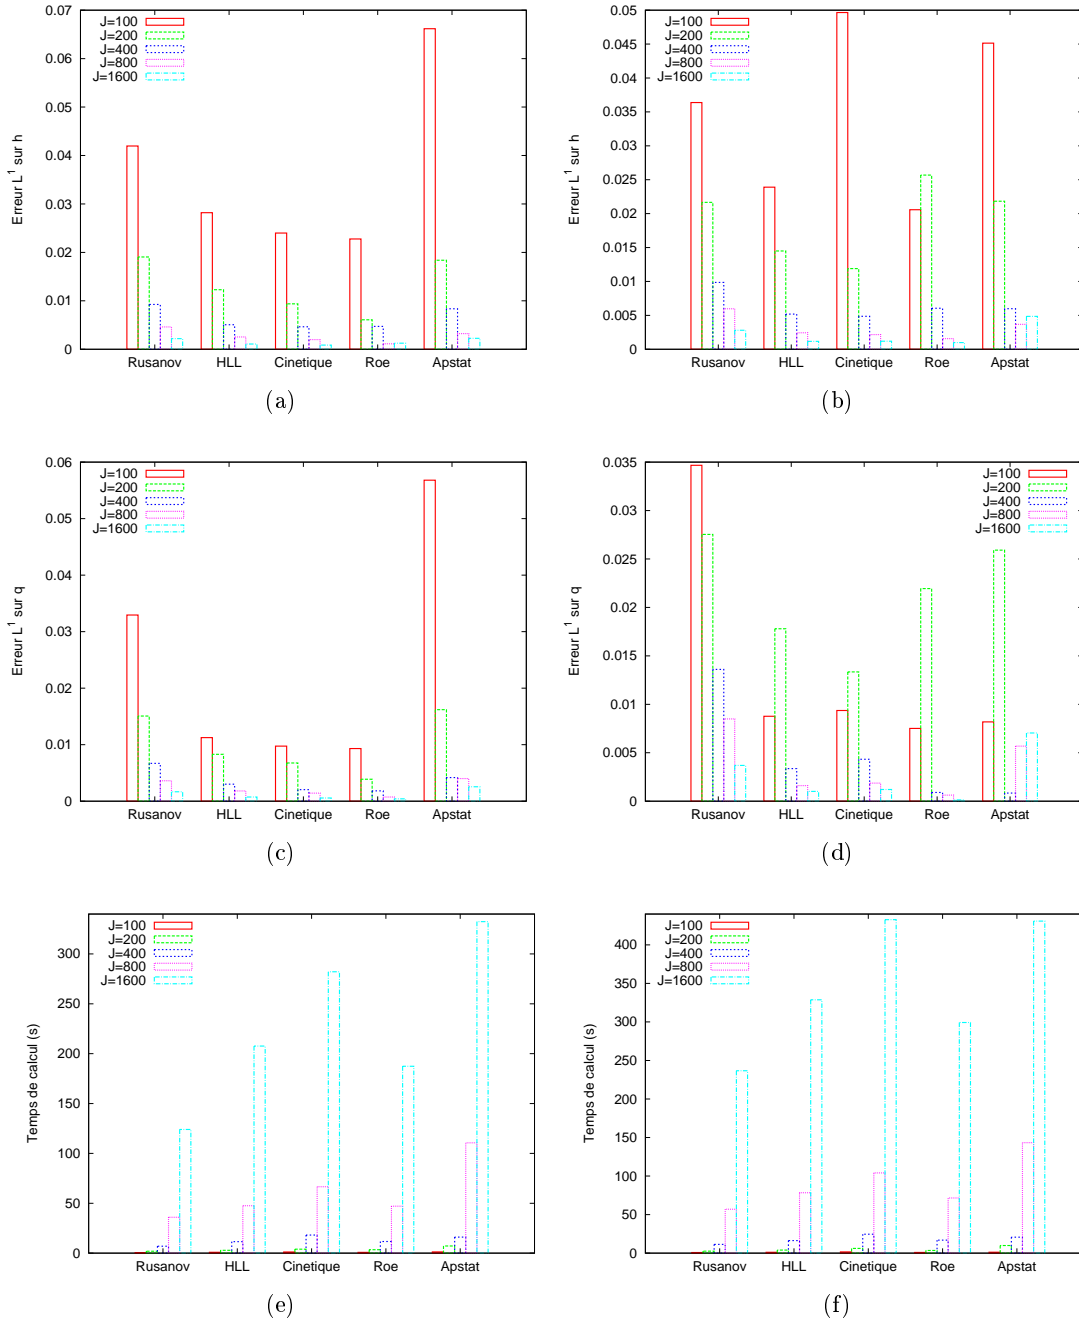 0.07
0.06
0.05
0.04
0.03
0.02
0.01
0
Erreur L^1 sur h
J=100
J=200
J=400
J=800
J=1600
Rusanov HLL Cinetique Roe Apstat
(a)
0.05
0.045
0.04
0.035
0.03
0.025
0.02
0.015
0.01
0.005
0
Erreur L^1 sur h
J=100
J=200
J=400
J=800
J=1600
Rusanov HLL Cinetique Roe Apstat
(b)
0.06
0.05
0.04
0.03
0.02
0.01
0
Erreur L^1 sur q
J=100
J=200
J=400
J=800
J=1600
Rusanov HLL Cinetique Roe Apstat
(c)
0.035
0.03
0.025
0.02
0.015
0.01
0.005
0
Erreur L^1 sur q
J=100
J=200
J=400
J=800
J=1600
Rusanov HLL Cinetique Roe Apstat
(d)
300
250
200
150
100
50
0
Temps de calcul (s)
J=100
J=200
J=400
J=800
J=1600
Rusanov HLL Cinetique Roe Apstat
(e)
400
350
300
250
200
150
100
50
0
Temps de calcul (s)
J=100
J=200
J=400
J=800
J=1600
Rusanov HLL Cinetique Roe Apstat
(f)